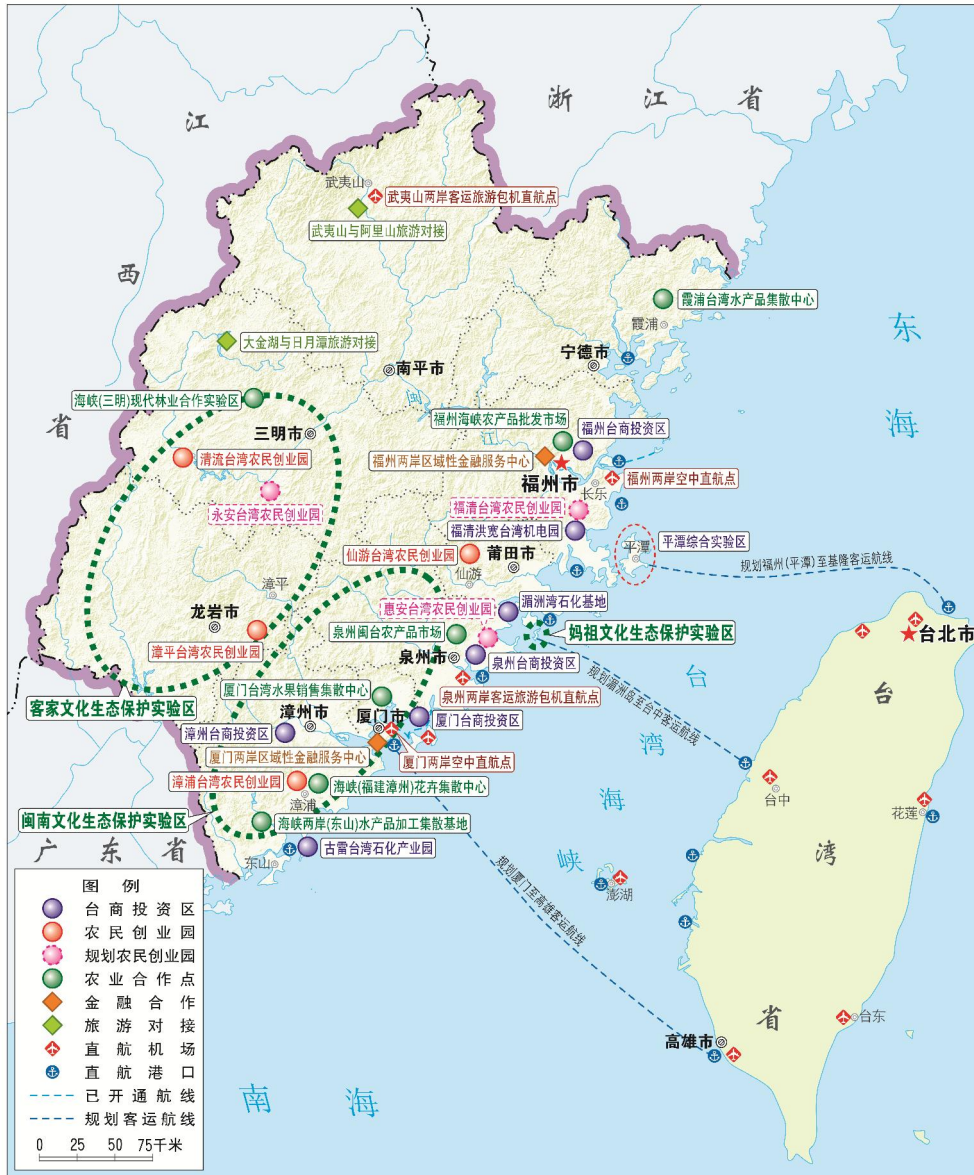 浙江省
江西省
武夷山
武夷山两岸客运旅游包机直航点
武夷山与阿里山旅游对接
霞浦台湾水产品集散中心
霞浦
东海
大金湖与日月潭旅游对接
宁德市
南平市
海峡(三明)现代林业合作实验区
闽江
福州海峡农产品批发市场
三明市
福州台商投资区
清流台湾农民创业园
福州两岸区域性金融服务中心
福州市
长乐
福州两岸空中直航点
永安台湾农民创业园
福清台湾农民创业园
福清洪宽台湾机电园
平潭
平潭综合实验区
仙游台湾农民创业园
莆田市
仙游
规划福州(平潭)至基隆客运航线
漳平
龙岩市
惠安台湾农民创业园
湄洲湾石化基地
漳平台湾农民创业园
泉州闽台农产品市场
妈祖文化生态保护实验区
台北市
泉州市
泉州台商投资区
客家文化生态保护实验区
厦门台湾水果销售集散中心
泉州两岸客运旅游包机直航点
规划湄洲岛至台中客运航线
漳州市
厦门市
厦门台商投资区
漳州台商投资区
厦门两岸区域性金融服务中心
厦门两岸空中直航点
台湾海峡
漳浦台湾农民创业园
海峡(福建漳州)花卉集散中心
漳浦
台中
花莲
闽南文化生态保护实验区
海峡两岸(东山)水产品加工集散基地
广东省
东山
古雷台湾石化产业园
台湾省
澎湖
规划厦门至高雄客运航线
台东
高雄市
南海
图例
台商投资区
农民创业园
规划农民创业园
农业合作点
金融合作
旅游对接
直航机场
直航港口
已开通航线
规划客运航线
0 25 50 75千米